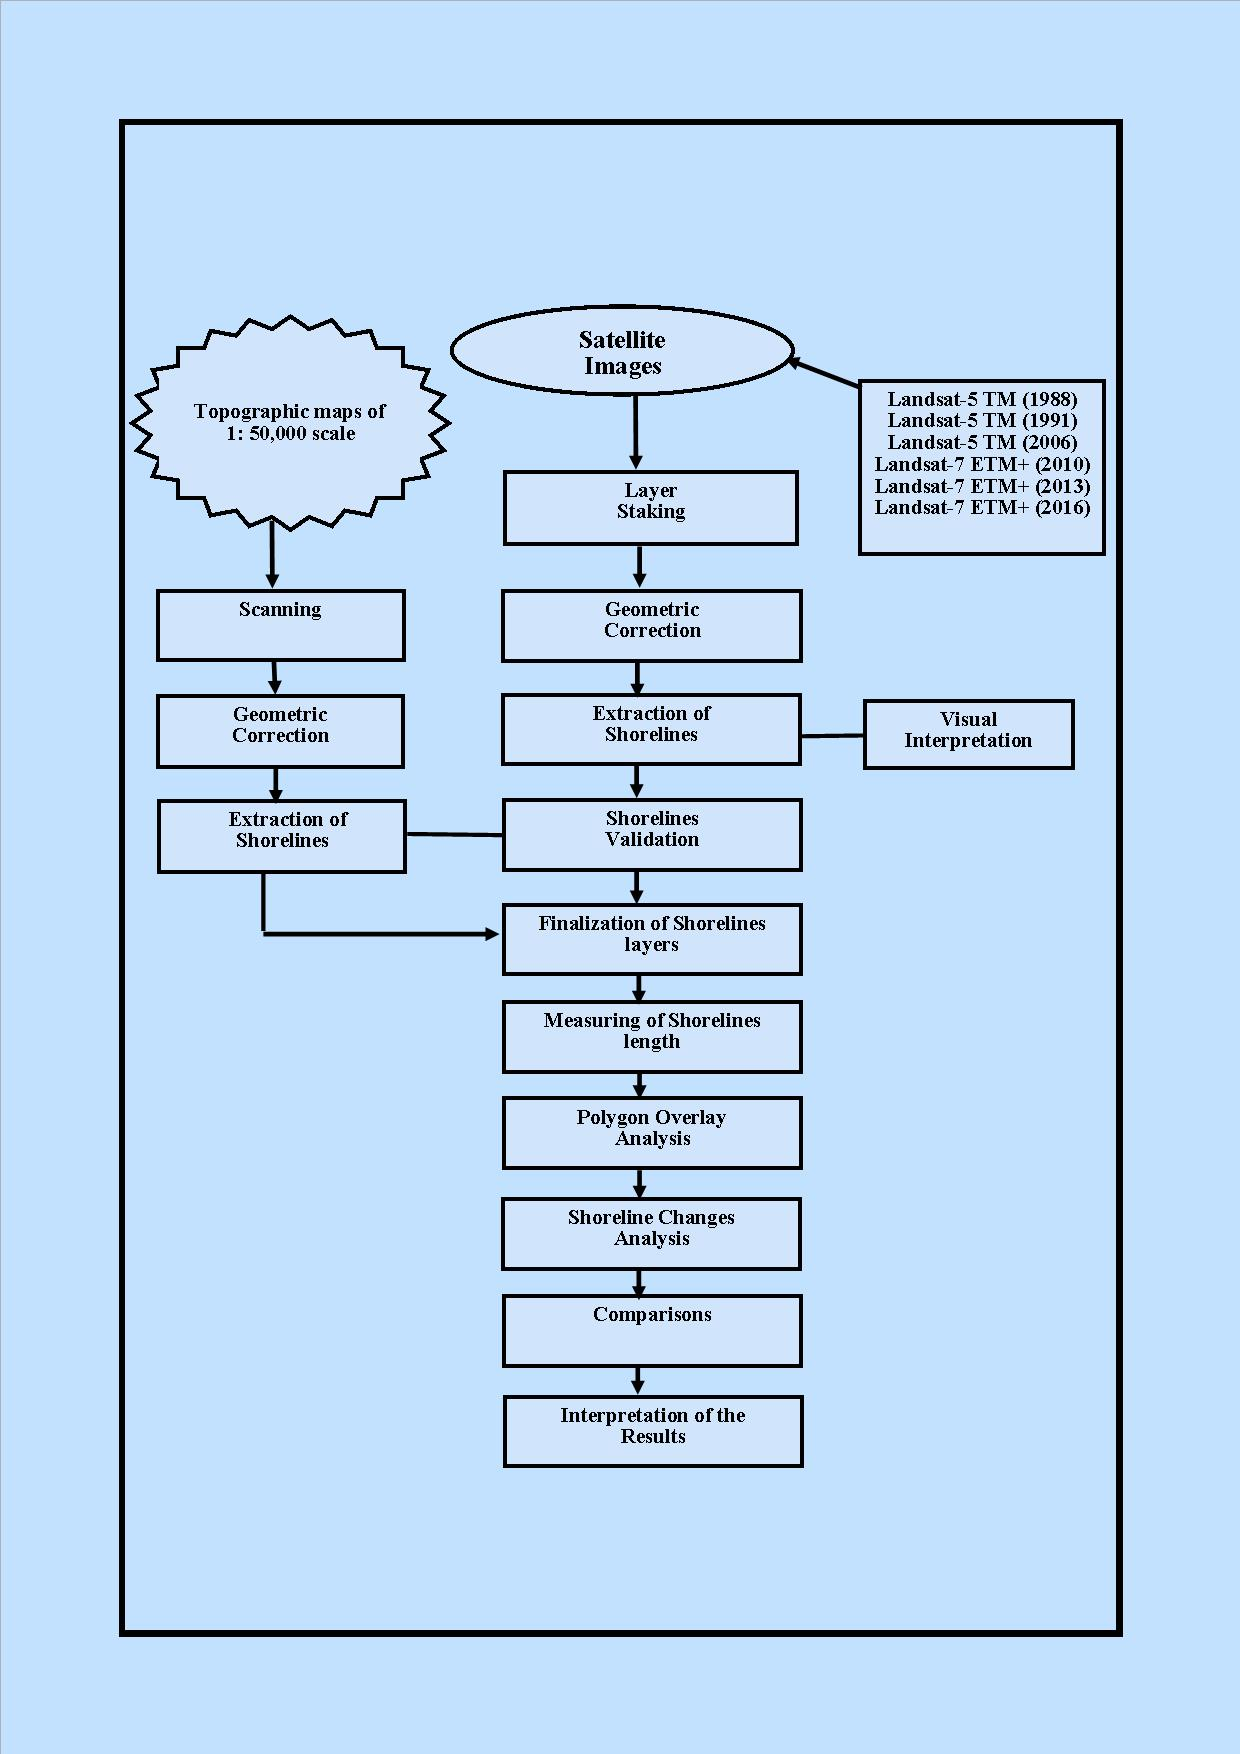 Satellite
Images
Topographic maps of
1: 50,000 scale
Landsat-5 TM (1988)
Landsat-5 TM (1991)
Landsat-5 TM (2006)
Landsat-7 ETM+ (2010)
Landsat-7 ETM+ (2013)
Landsat-7 ETM+ (2016)
Layer
Staking
Scanning
Geometric
Correction
Geometric
Correction
Extraction of
Shorelines
Visual
Interpretation
Extraction of
Shorelines
Shorelines
Validation
Finalization of Shorelines
layers
Measuring of Shorelines
length
Polygon Overlay
Analysis
Shoreline Changes
Analysis
Comparisons
Interpretation of the
Results